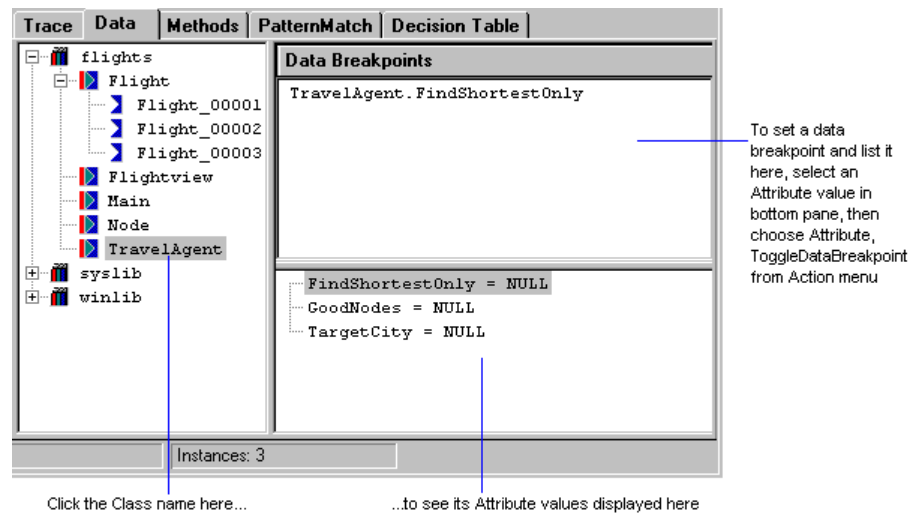 Trace Data Methods PatternMatch Decision Table
flights
Flight
Flight_00001
Flight_00002
Flight_00003
Flightview
Main
Node
TravelAgent
syslib
winlib
Data Breakpoints
TravelAgent.FindShortestOnly
FindShortestOnly = NULL
GoodNodes = NULL
TargetCity = NULL
To set a data
breakpoint and list it
here, select an
Attribute value in
bottom pane, then
choose Attribute,
ToggleDataBreakpoint
from Action menu
Instances: 3
Click the Class name here...
...to see its Attribute values displayed here